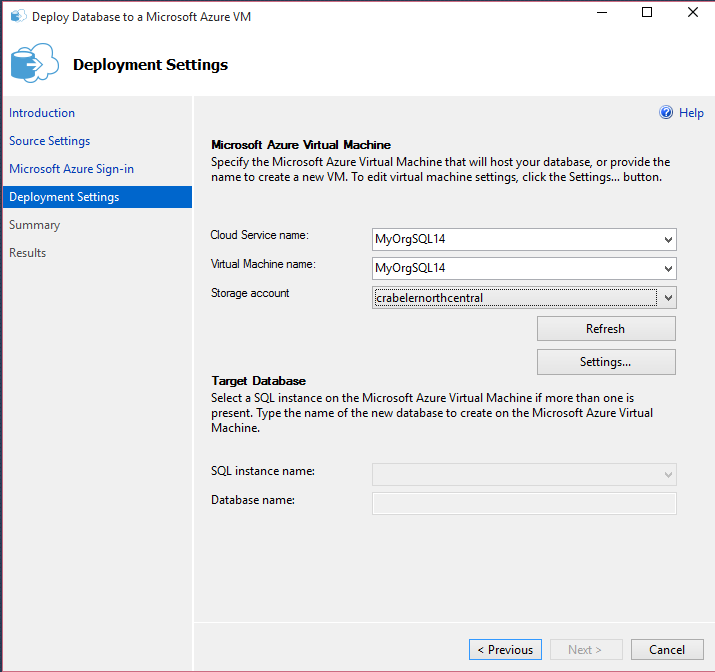 Deploy Database to a Microsoft Azure VM
Deployment Settings
Introduction
Source Settings
Microsoft Azure Sign-in
Deployment Settings
Summary
Results
Help
Microsoft Azure Virtual Machine
Specify the Microsoft Azure Virtual Machine that will host your database, or provide the
name to create a new VM. To edit virtual machine settings, click the Settings... button.
Cloud Service name:
MyOrgSQL14
Virtual Machine name:
MyOrgSQL14
Storage account
crabelernorthcentral
Refresh
Settings...
Target Database
Select a SQL instance on the Microsoft Azure Virtual Machine if more than one is
present. Type the name of the new database to create on the Microsoft Azure Virtual
Machine.
SQL instance name:
Database name:
< Previous
Next >
Cancel